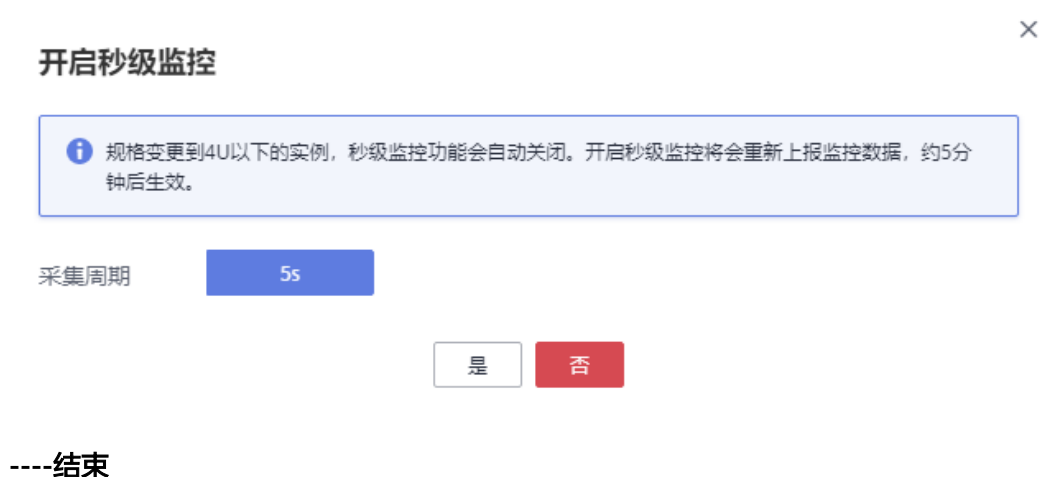 开启秒级监控
规格变更到4U以下的实例，秒级监控功能会自动关闭。开启秒级监控将会重新上报监控数据，约5分
钟后生效。
采集周期 5s
是 否
----结束